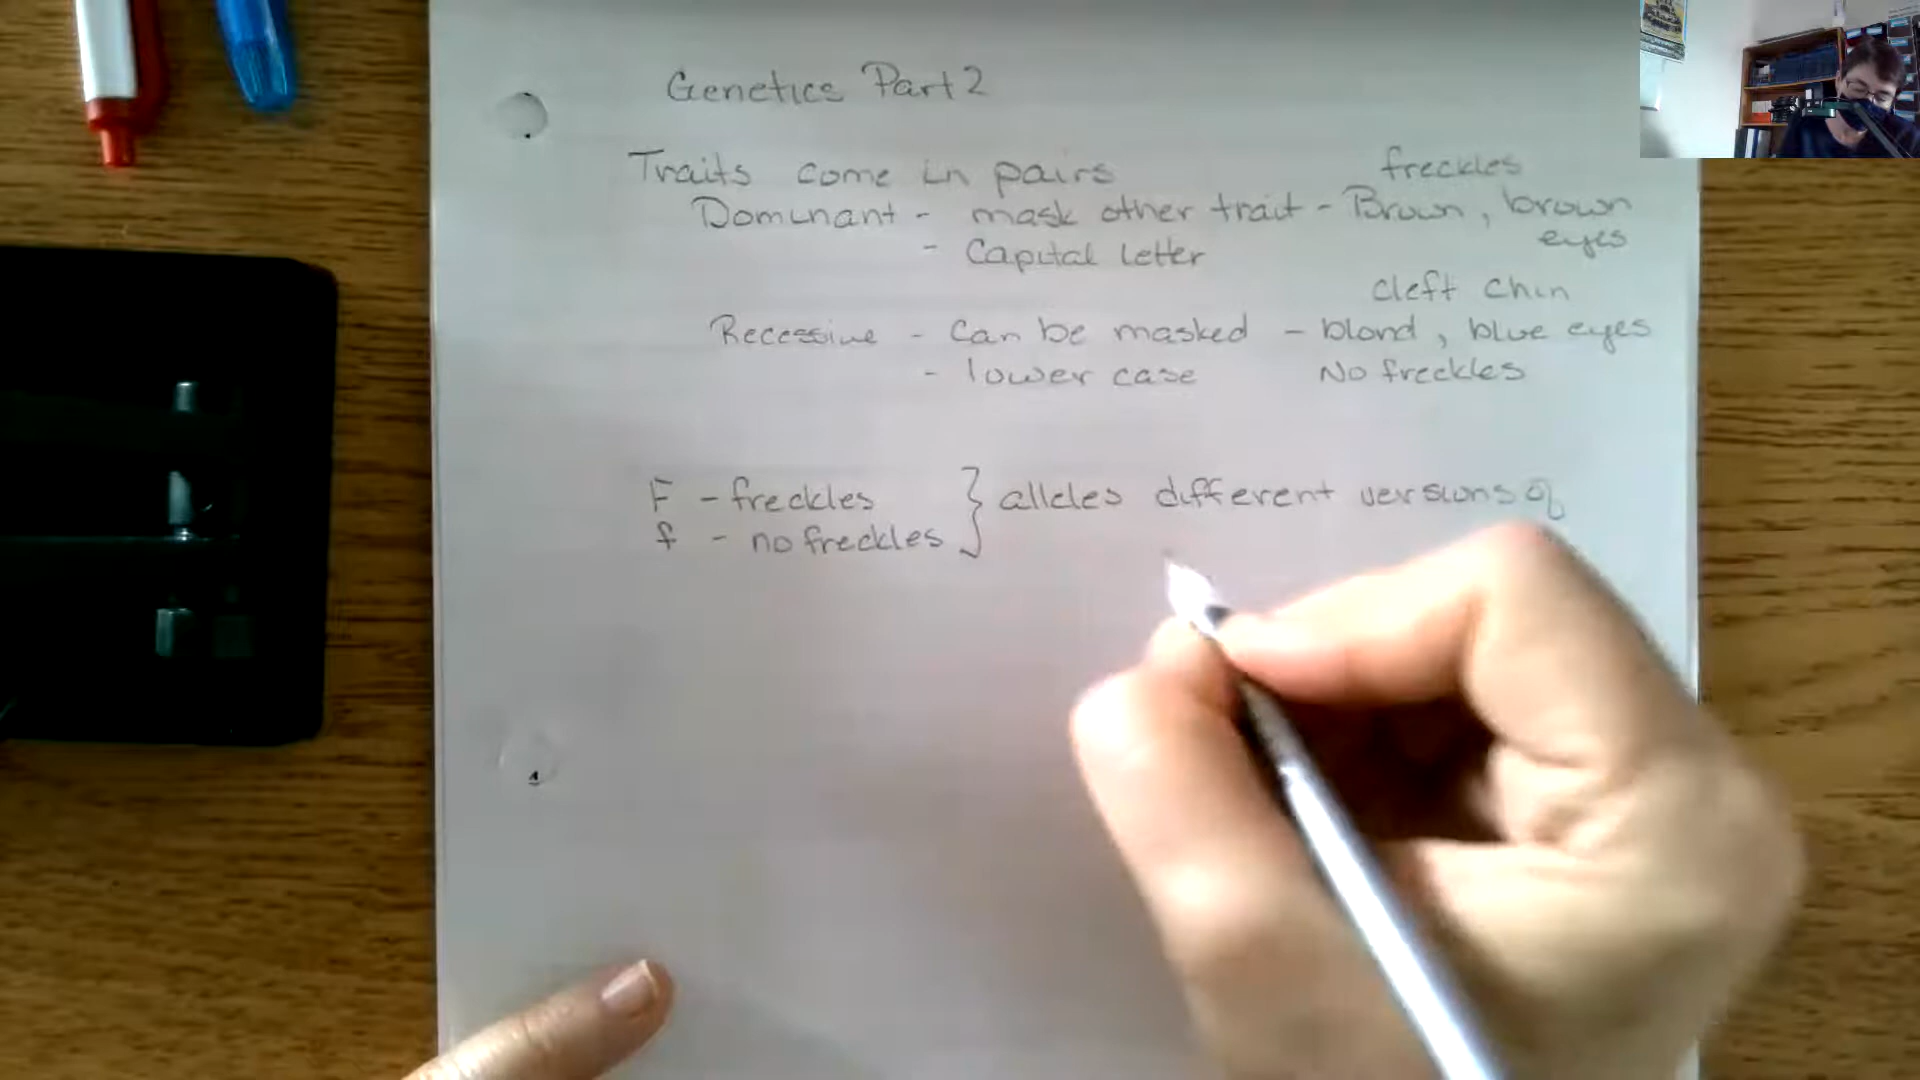 Genetics Part 2
Traits come in pairs
freckles
Dominant - mask other trait - Brown, brown
eyes
- Capital letter
cleft chin
Recessive - can be masked - blond, blue eyes
- lower case
No freckles
F - freckles } alleles different versions of
f - no freckles